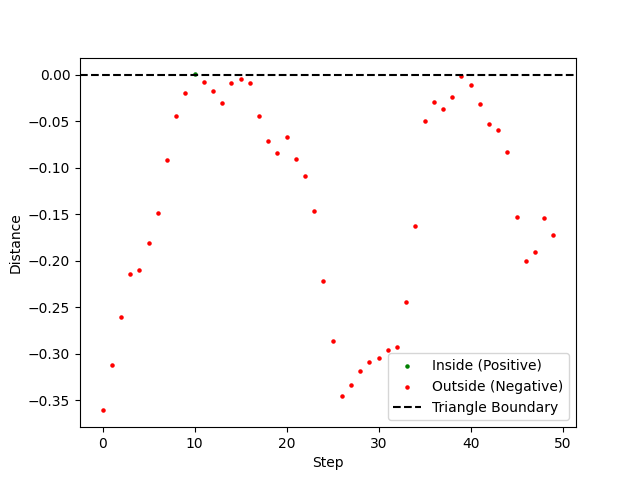 0.00
−0.05
−0.10
−0.15
−0.20
−0.25
−0.30
−0.35
Distance
Inside (Positive)
Outside (Negative)
Triangle Boundary
0 10 20 30 40 50
Step